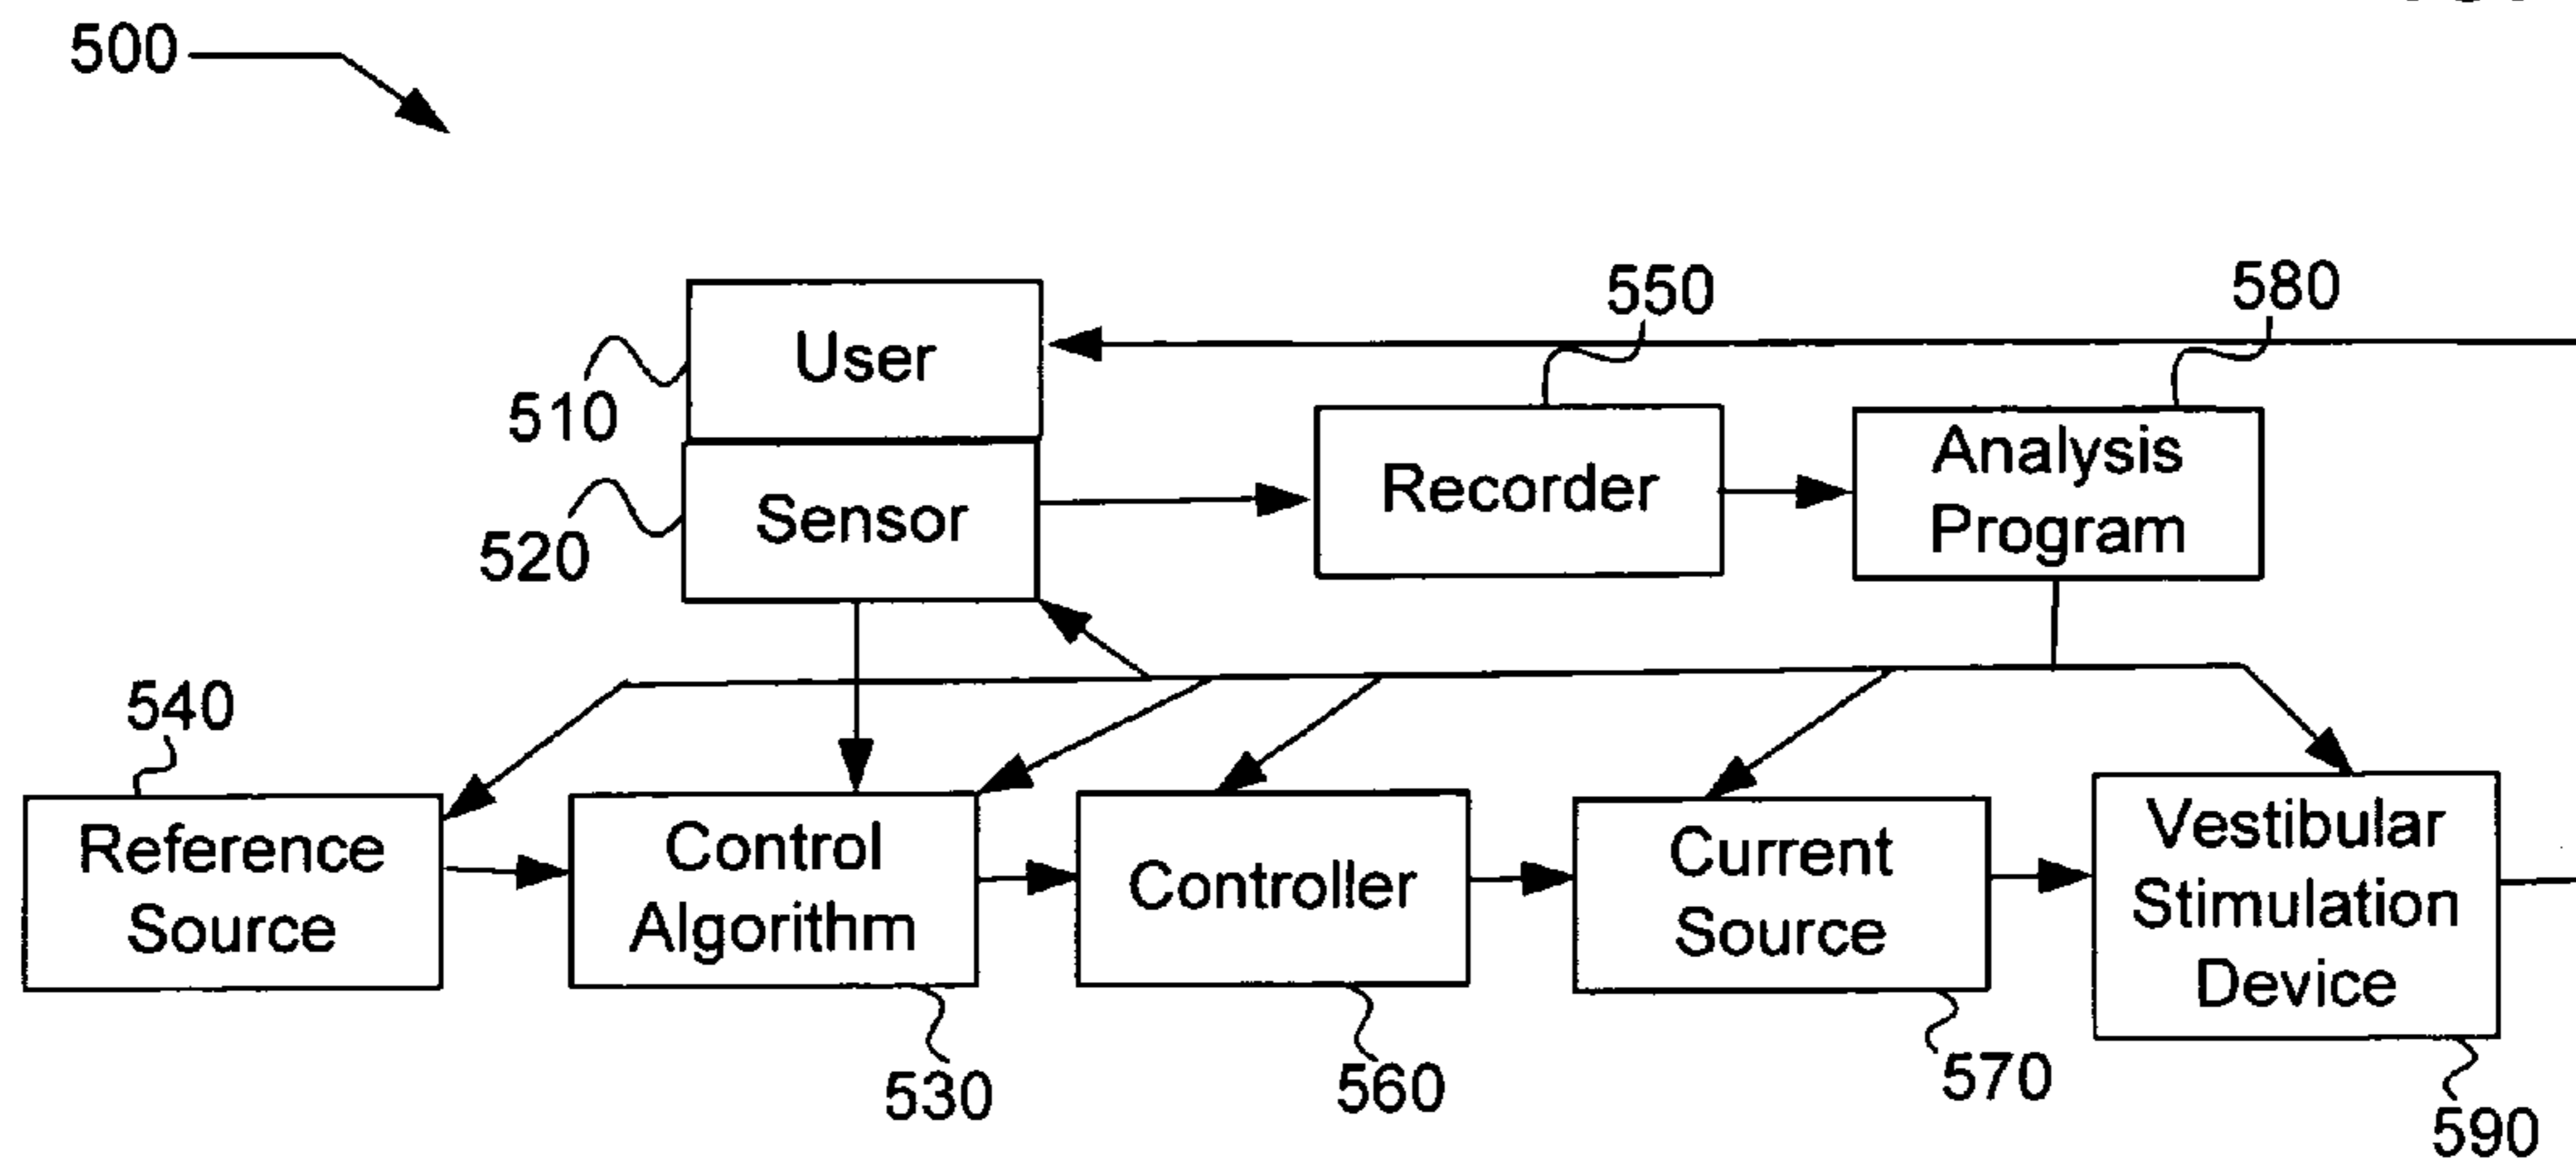 500
550
580
User
510
Analysis
Program
Recorder
Sensor
520
540
Reference
Source
Control
Algorithm
Controller
Current
Source
Vestibular
Stimulation
Device
530
560
570
590